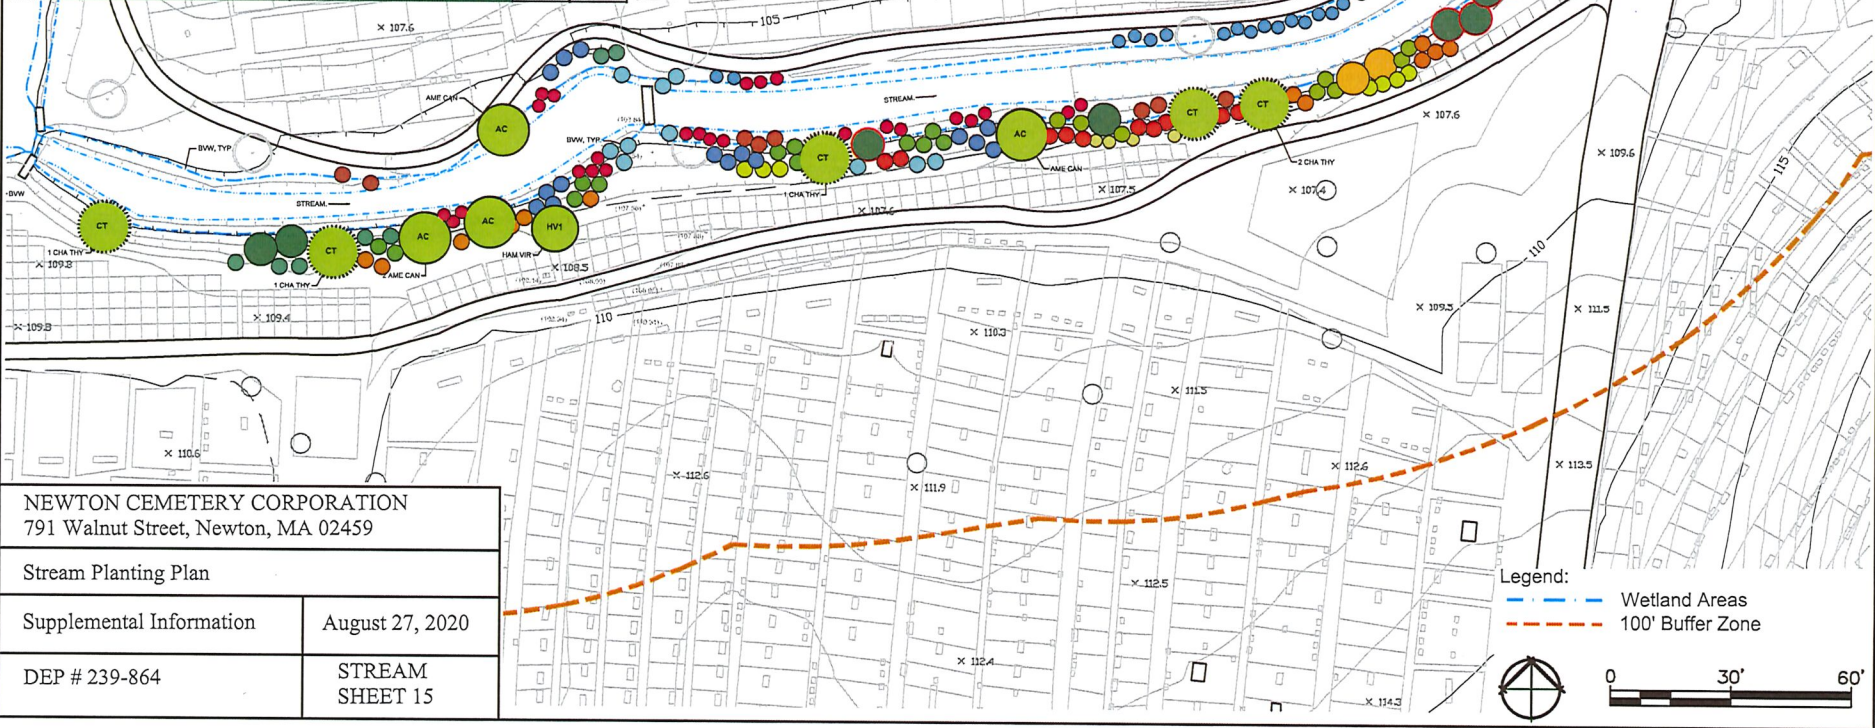 × 107.6
105
AME CAN
AC
BVW, TYP
STREAM.
BVW, TYP.
STREAM.
BVW
CT
1 CHA THY
× 109.3
CT
1 CHA THY
AC
2 AME CAN
AC
HV1
HAM VIR
× 108.5
CT
1 CHA THY
× 107.6
AC
AME CAN
× 107.5
CT
CT
2 CHA THY
× 107.6
× 107.4
× 109.6
115
110
× 109.3
× 109.4
110
× 110.3
× 109.5
× 111.5
× 111.5
× 110.6
× 112.6
× 111.9
× 112.6
× 113.5
× 112.5
× 112.4
× 114.3
NEWTON CEMETERY CORPORATION
791 Walnut Street, Newton, MA 02459
Stream Planting Plan
Supplemental Information
August 27, 2020
DEP # 239-864
STREAM
SHEET 15
Legend:
Wetland Areas
100' Buffer Zone
0 30' 60'